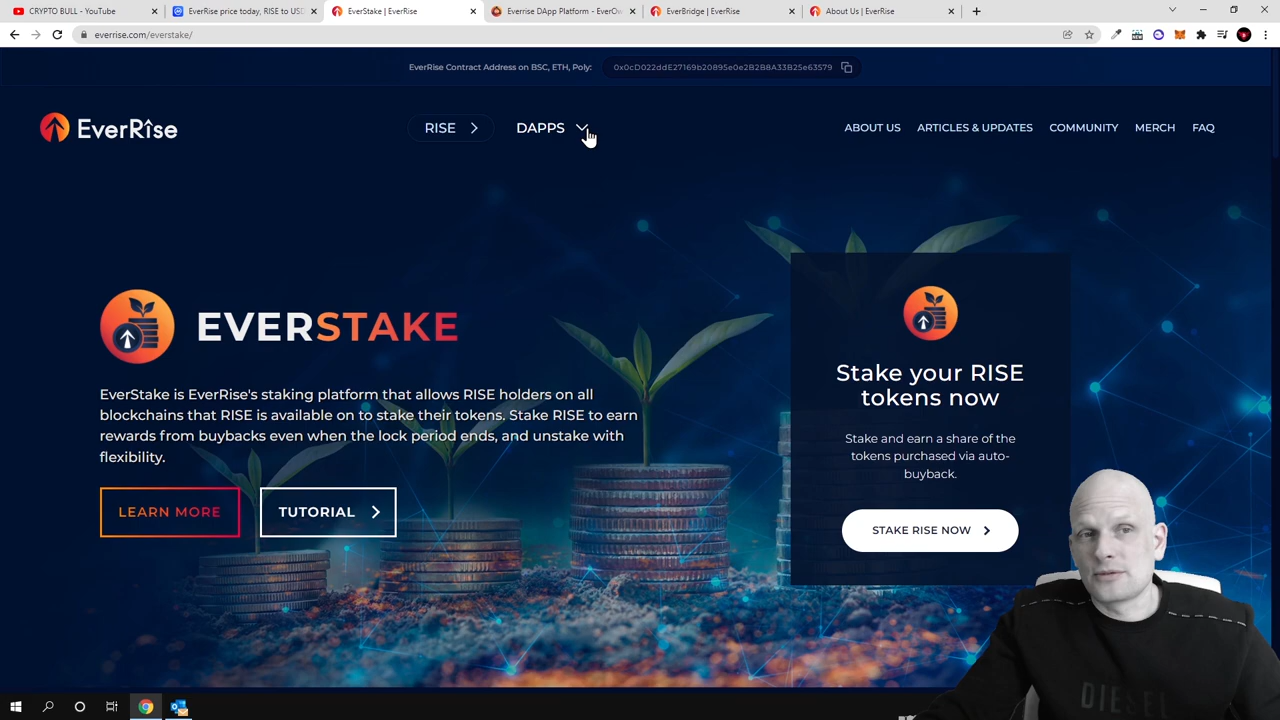 CRYPTO BULL - YouTube
EverRise price today, RISE to USD
EverStake | EverRise
Everrise DApp Platform - EverOw
EverBridge | EverRise
About Us | EverRise
everrise.com/everstake/
EverRise Contract Address on BSC, ETH, Poly:
0x0cD022ddE27169b20895e0e2B2B8A33B25e63579
EverRise
RISE
DAPPS
ABOUT US
ARTICLES & UPDATES
COMMUNITY
MERCH
FAQ
EVERSTAKE
EverStake is EverRise's staking platform that allows RISE holders on all
blockchains that RISE is available on to stake their tokens. Stake RISE to earn
rewards from buybacks even when the lock period ends, and unstake with
flexibility.
LEARN MORE
TUTORIAL
Stake your RISE
tokens now
Stake and earn a share of the
tokens purchased via auto-
buyback.
STAKE RISE NOW
DIESEL